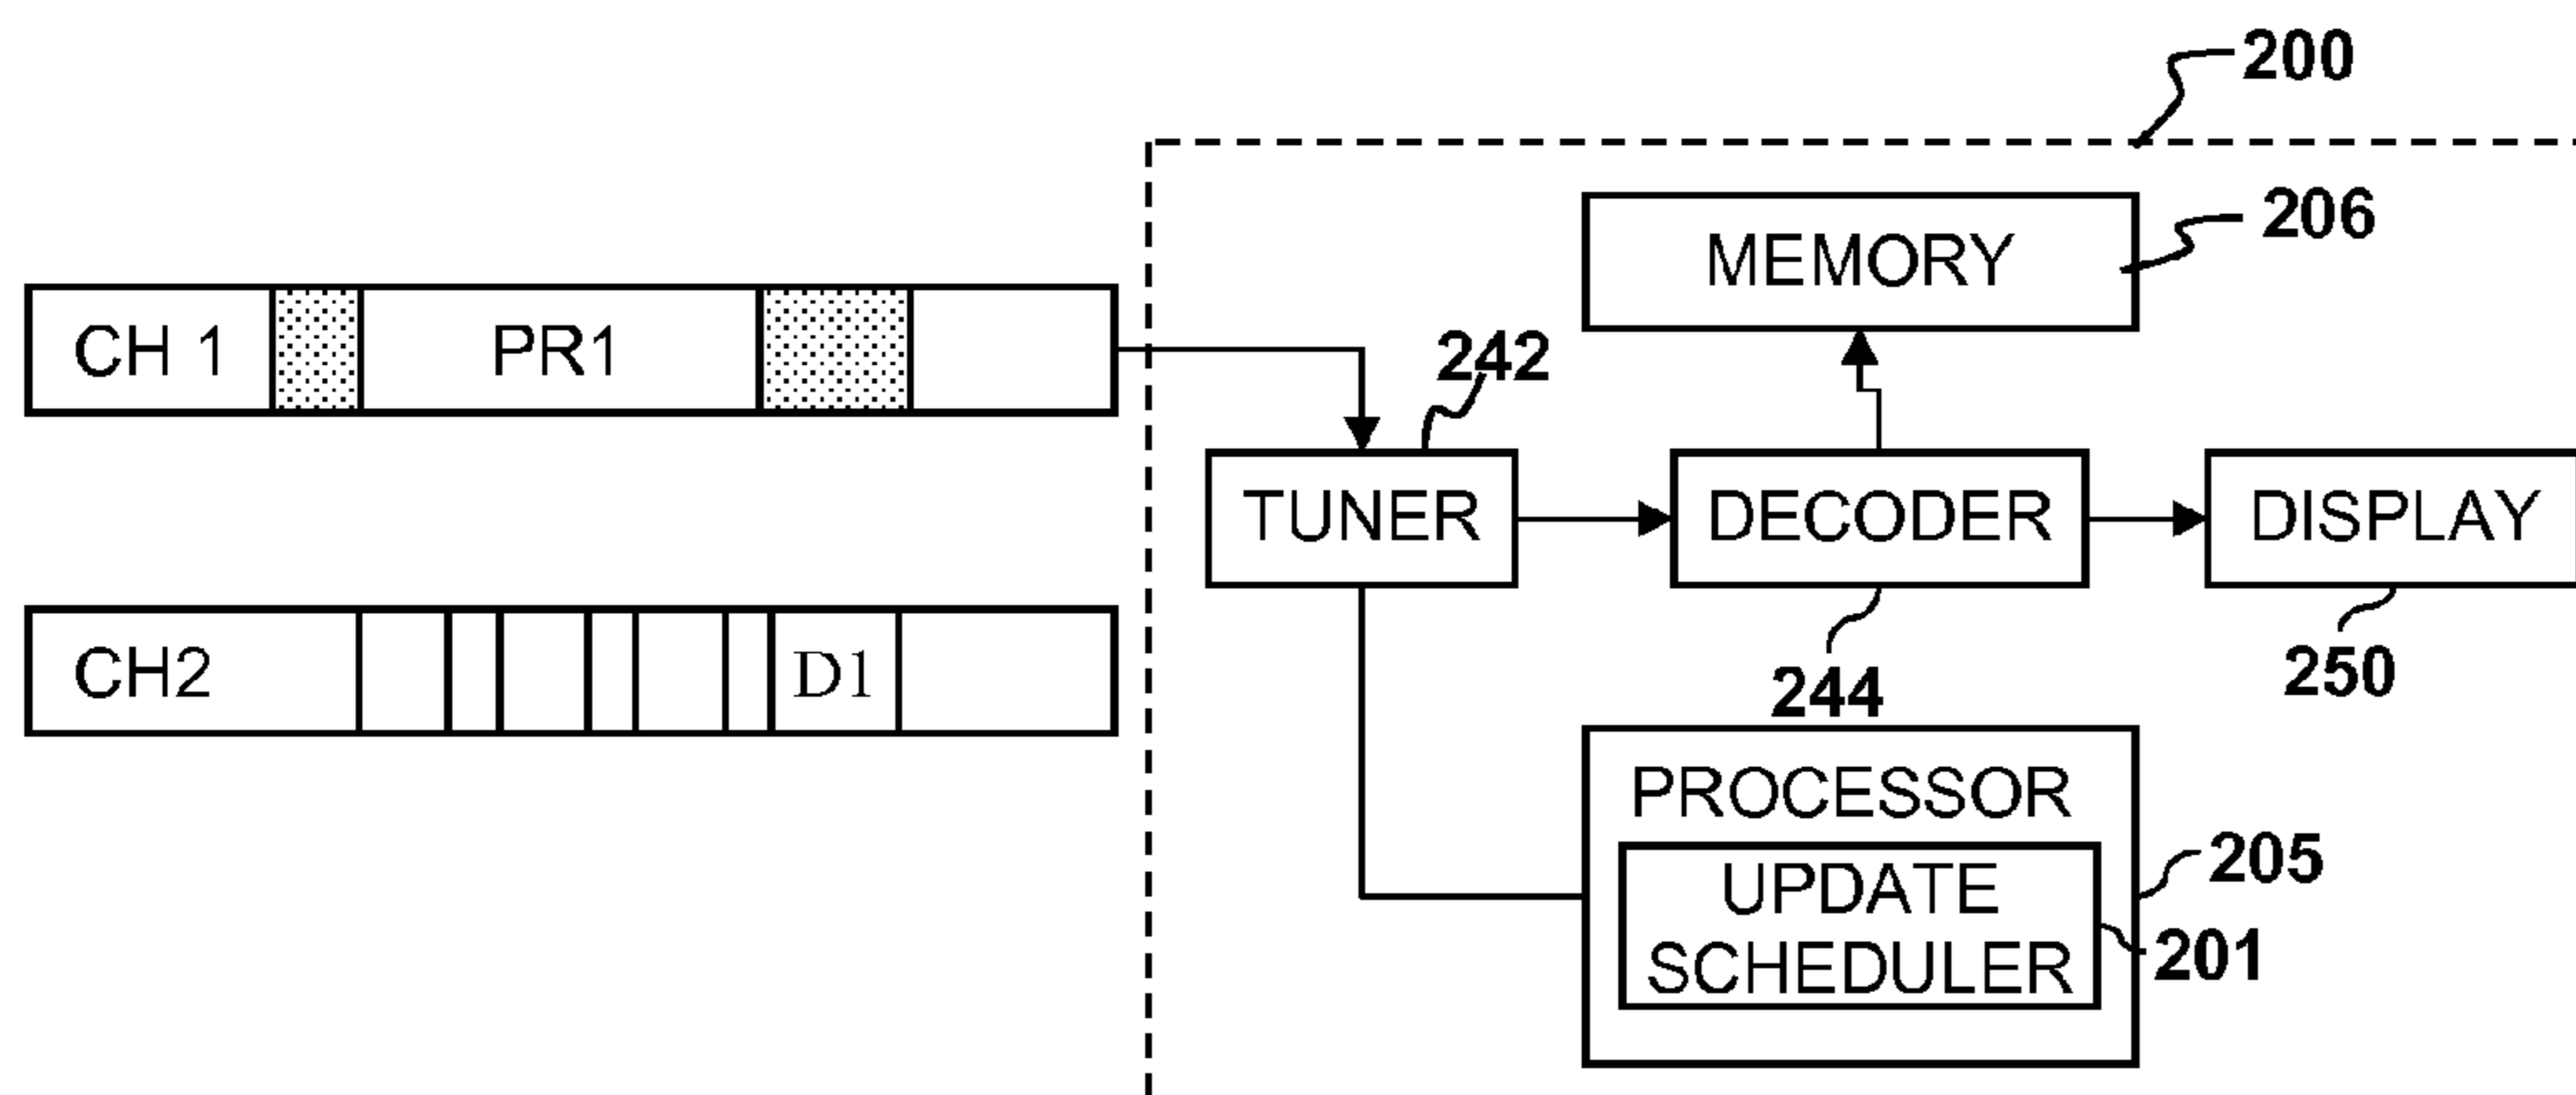 200
MEMORY
206
CH 1
PR1
242
TUNER
DECODER
DISPLAY
CH2
D1
244
250
PROCESSOR
UPDATE
SCHEDULER
205
201